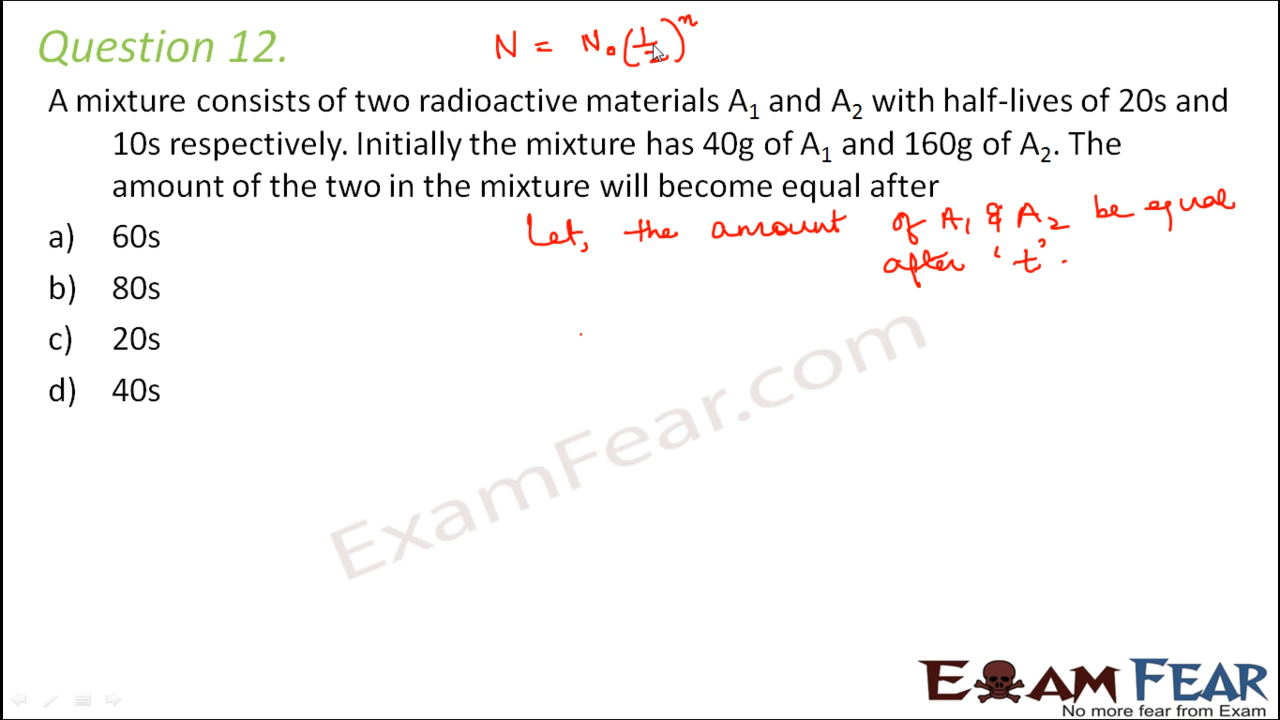 Question 12.
N = N₀(1/2)ⁿ
A mixture consists of two radioactive materials A₁ and A₂ with half-lives of 20s and
10s respectively. Initially the mixture has 40g of A₁ and 160g of A₂. The
amount of the two in the mixture will become equal after
Let, the amount of A₁ & A₂ be equal
after 't'.
a) 60s
b) 80s
c) 20s
d) 40s
ExamFear.com
EXAM FEAR
No more fear from Exam